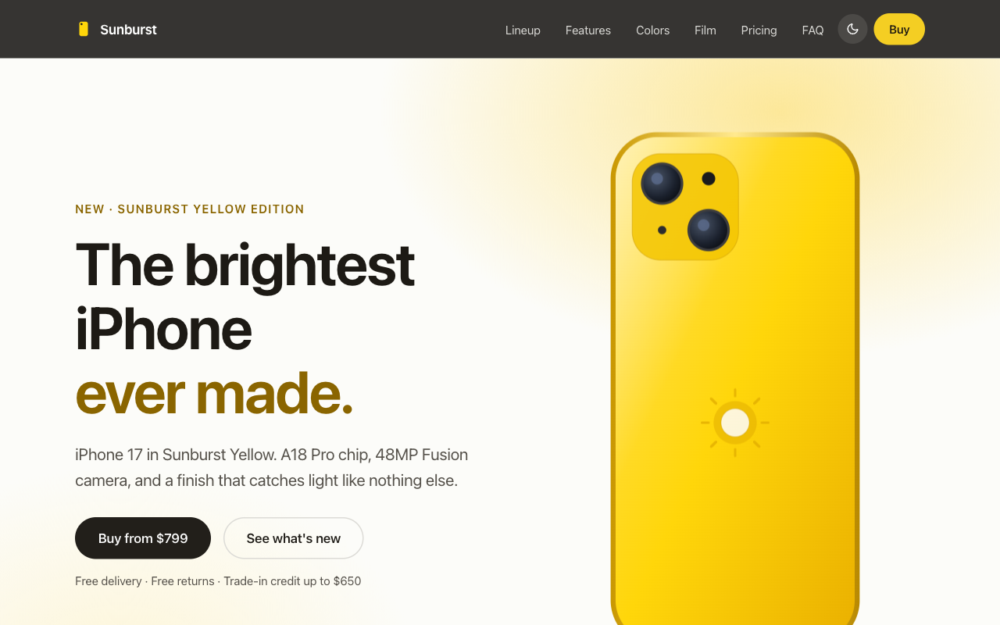 Sunburst
Lineup
Features
Colors
Film
Pricing
FAQ
Buy
NEW · SUNBURST YELLOW EDITION
The brightest
iPhone
ever made.
iPhone 17 in Sunburst Yellow. A18 Pro chip, 48MP Fusion
camera, and a finish that catches light like nothing else.
Buy from $799
See what's new
Free delivery · Free returns · Trade-in credit up to $650